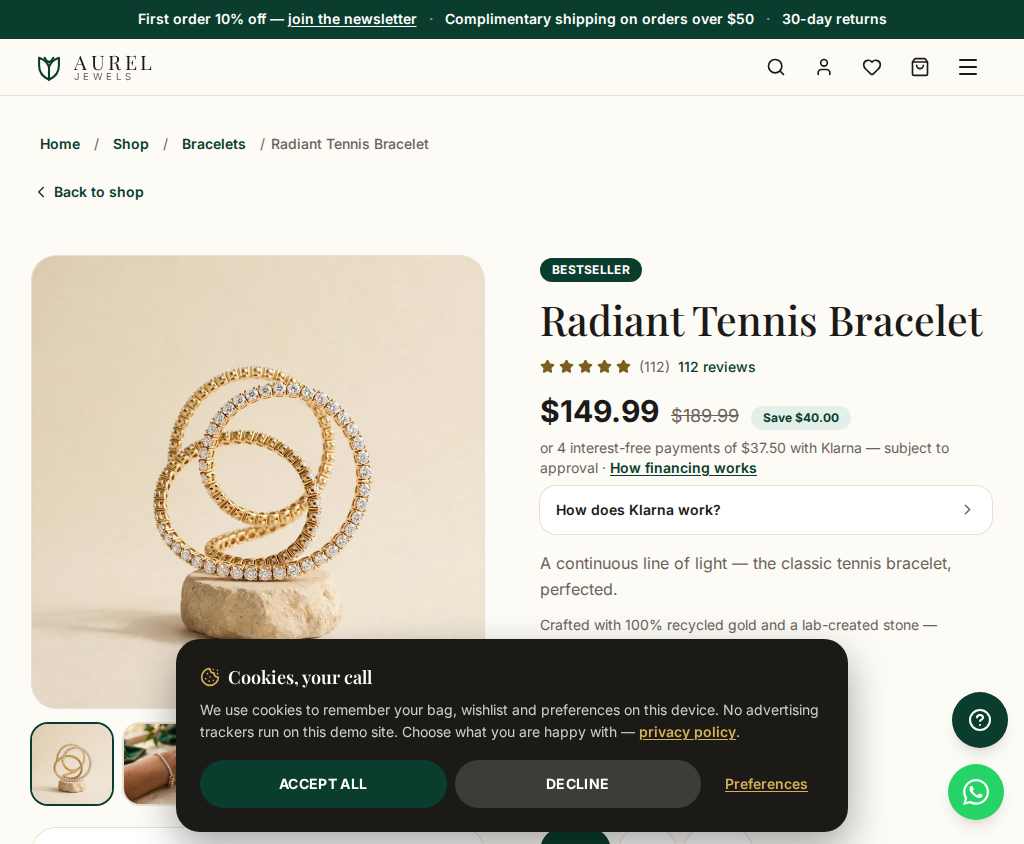 First order 10% off — join the newsletter · Complimentary shipping on orders over $50 · 30-day returns
AUREL
JEWELS
Home / Shop / Bracelets / Radiant Tennis Bracelet
Back to shop
BESTSELLER
Radiant Tennis Bracelet
(112) 112 reviews
$149.99 $189.99 Save $40.00
or 4 interest-free payments of $37.50 with Klarna — subject to
approval · How financing works
How does Klarna work?
A continuous line of light — the classic tennis bracelet,
perfected.
Crafted with 100% recycled gold and a lab-created stone —
Cookies, your call
We use cookies to remember your bag, wishlist and preferences on this device. No advertising
trackers run on this demo site. Choose what you are happy with — privacy policy.
ACCEPT ALL
DECLINE
Preferences